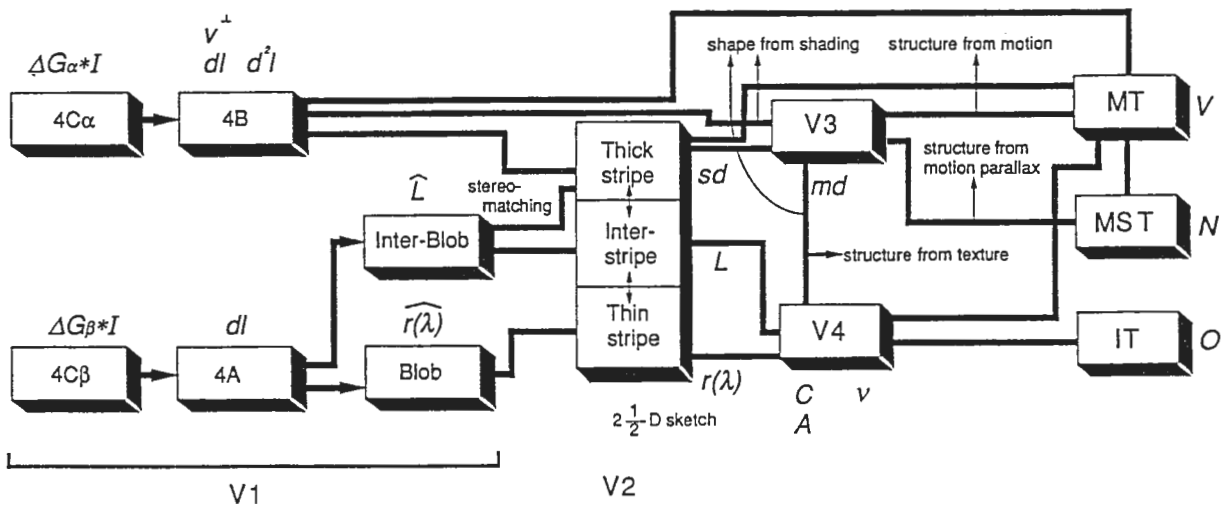 v⊥
dI d²I
ΔGα*I
4Cα
4B
shape from shading
structure from motion
MT
V
V3
Thick
stripe
sd
md
structure from
motion parallax
L̂
stereo-
matching
Inter-Blob
Inter-
stripe
L
MST
N
structure from texture
ΔGβ*I
dI
r(λ)̂
4Cβ
4A
Blob
Thin
stripe
r(λ)
V4
IT
O
C
v
A
2 1/2-D sketch
V1
V2